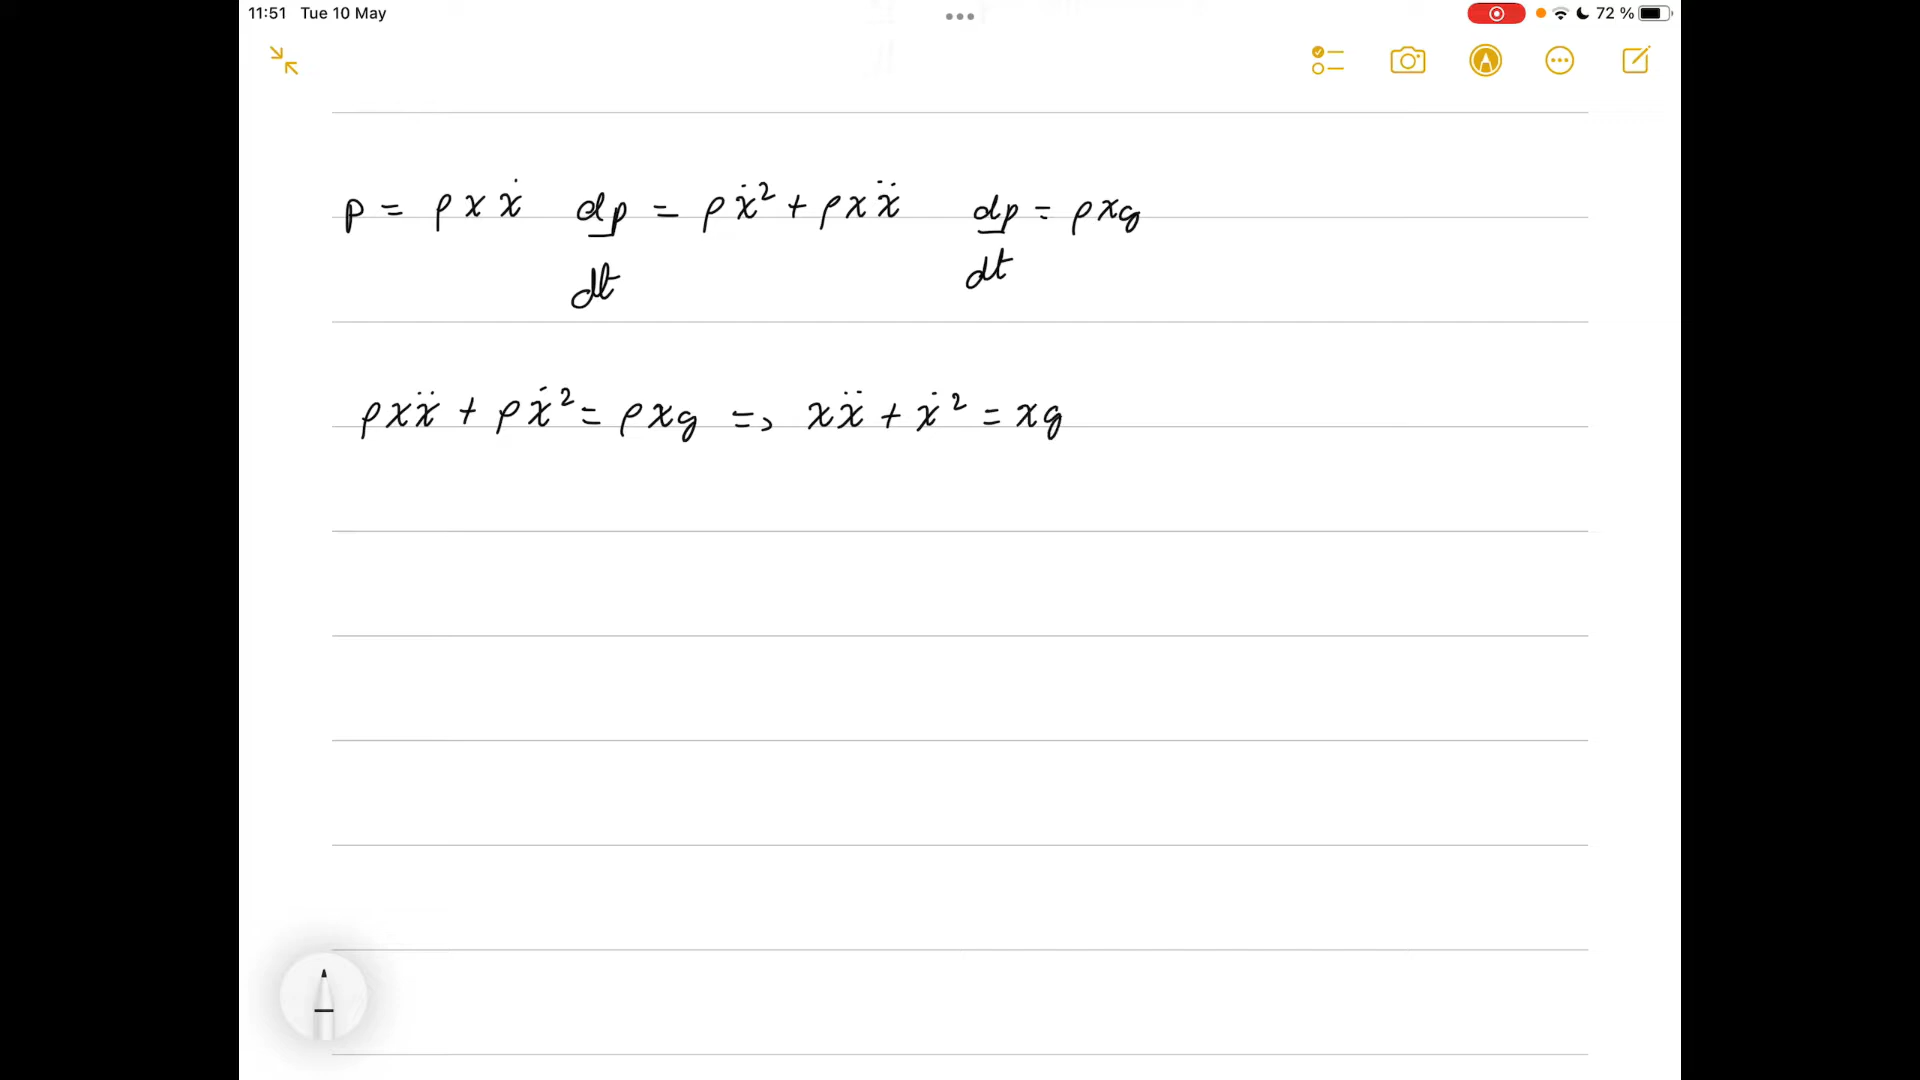 11:51 Tue 10 May 72 %
p = ρxẋ dp/dt = ρẋ² + ρxẍ dp/dt = ρxg
ρxẍ + ρẋ² = ρxg => xẍ + ẋ² = xg